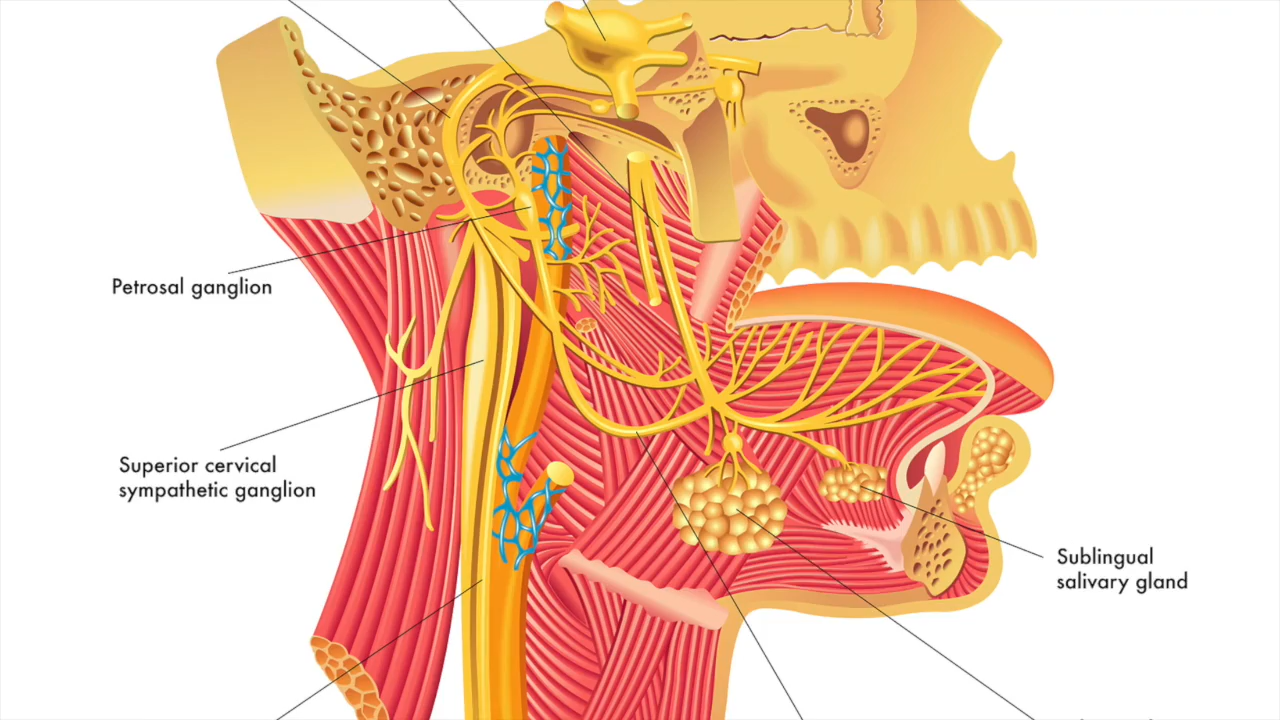 Petrosal ganglion
Superior cervical
sympathetic ganglion
Sublingual
salivary gland